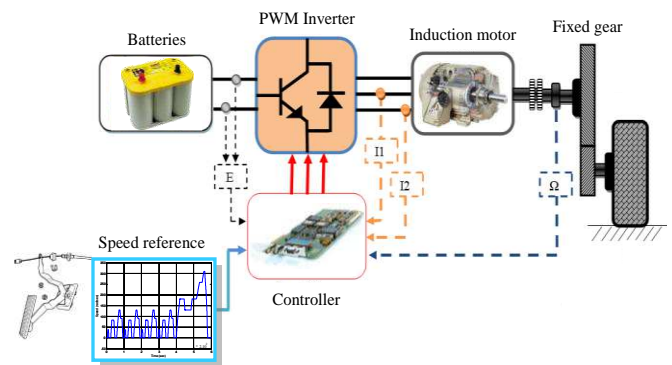 PWM Inverter
Batteries
Induction motor
Fixed gear
I1
E
I2
Ω
Speed reference
Controller